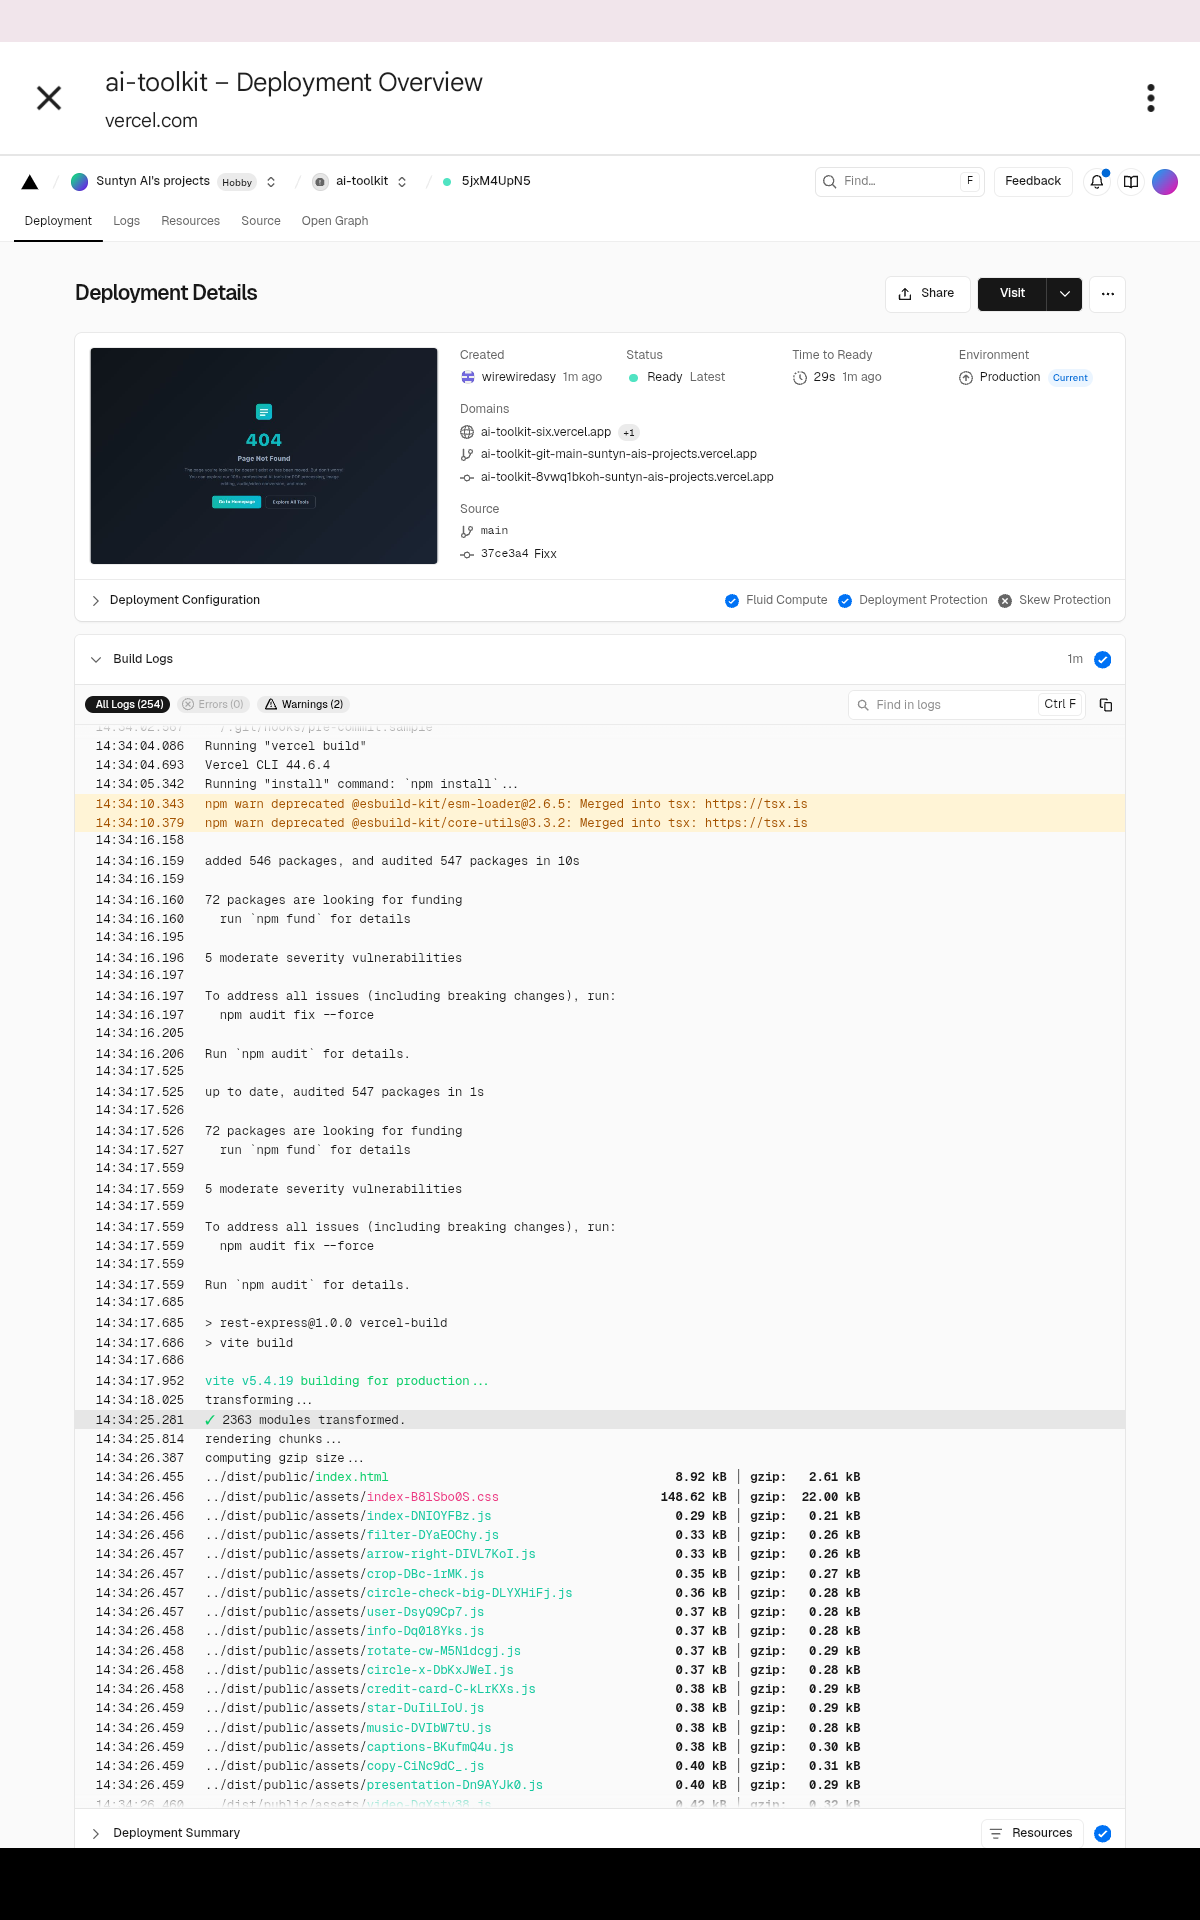 ai-toolkit – Deployment Overview
vercel.com
Suntyn AI's projects Hobby / ai-toolkit / 5jxM4UpN5 Find... F Feedback
Deployment Logs Resources Source Open Graph
Deployment Details Share Visit
404
Page Not Found
Go to Homepage Explore All Tools
Created Status Time to Ready Environment
wirewiredasy 1m ago Ready Latest 29s 1m ago Production Current
Domains
ai-toolkit-six.vercel.app +1
ai-toolkit-git-main-suntyn-ais-projects.vercel.app
ai-toolkit-8vwq1bkoh-suntyn-ais-projects.vercel.app
Source
main
37ce3a4 Fixx
Deployment Configuration Fluid Compute Deployment Protection Skew Protection
Build Logs 1m
All Logs (254) Errors (0) Warnings (2) Find in logs Ctrl F
/.git/hooks/pre-commit.sample
14:34:04.086 Running "vercel build"
14:34:04.693 Vercel CLI 44.6.4
14:34:05.342 Running "install" command: `npm install`...
14:34:10.343 npm warn deprecated @esbuild-kit/esm-loader@2.6.5: Merged into tsx: https://tsx.is
14:34:10.379 npm warn deprecated @esbuild-kit/core-utils@3.3.2: Merged into tsx: https://tsx.is
14:34:16.158
14:34:16.159 added 546 packages, and audited 547 packages in 10s
14:34:16.159
14:34:16.160 72 packages are looking for funding
14:34:16.160 run `npm fund` for details
14:34:16.195
14:34:16.196 5 moderate severity vulnerabilities
14:34:16.197
14:34:16.197 To address all issues (including breaking changes), run:
14:34:16.197 npm audit fix --force
14:34:16.205
14:34:16.206 Run `npm audit` for details.
14:34:17.525
14:34:17.525 up to date, audited 547 packages in 1s
14:34:17.526
14:34:17.526 72 packages are looking for funding
14:34:17.527 run `npm fund` for details
14:34:17.559
14:34:17.559 5 moderate severity vulnerabilities
14:34:17.559
14:34:17.559 To address all issues (including breaking changes), run:
14:34:17.559 npm audit fix --force
14:34:17.559
14:34:17.559 Run `npm audit` for details.
14:34:17.685
14:34:17.685 > rest-express@1.0.0 vercel-build
14:34:17.686 > vite build
14:34:17.686
14:34:17.952 vite v5.4.19 building for production...
14:34:18.025 transforming...
14:34:25.281 ✓ 2363 modules transformed.
14:34:25.814 rendering chunks...
14:34:26.387 computing gzip size...
14:34:26.455 ../dist/public/index.html 8.92 kB │ gzip: 2.61 kB
14:34:26.456 ../dist/public/assets/index-B8lSbo0S.css 148.62 kB │ gzip: 22.00 kB
14:34:26.456 ../dist/public/assets/index-DNIOYFBz.js 0.29 kB │ gzip: 0.21 kB
14:34:26.456 ../dist/public/assets/filter-DYaEOChy.js 0.33 kB │ gzip: 0.26 kB
14:34:26.457 ../dist/public/assets/arrow-right-DIVL7KoI.js 0.33 kB │ gzip: 0.26 kB
14:34:26.457 ../dist/public/assets/crop-DBc-1rMK.js 0.35 kB │ gzip: 0.27 kB
14:34:26.457 ../dist/public/assets/circle-check-big-DLYXHiFj.js 0.36 kB │ gzip: 0.28 kB
14:34:26.457 ../dist/public/assets/user-DsyQ9Cp7.js 0.37 kB │ gzip: 0.28 kB
14:34:26.458 ../dist/public/assets/info-Dq018Yks.js 0.37 kB │ gzip: 0.28 kB
14:34:26.458 ../dist/public/assets/rotate-cw-M5N1dcgj.js 0.37 kB │ gzip: 0.29 kB
14:34:26.458 ../dist/public/assets/circle-x-DbKxJWeI.js 0.37 kB │ gzip: 0.28 kB
14:34:26.458 ../dist/public/assets/credit-card-C-kLrKXs.js 0.38 kB │ gzip: 0.29 kB
14:34:26.459 ../dist/public/assets/star-DuIiLIoU.js 0.38 kB │ gzip: 0.29 kB
14:34:26.459 ../dist/public/assets/music-DVIbW7tU.js 0.38 kB │ gzip: 0.28 kB
14:34:26.459 ../dist/public/assets/captions-BKufmQ4u.js 0.38 kB │ gzip: 0.30 kB
14:34:26.459 ../dist/public/assets/copy-CiNc9dC_.js 0.40 kB │ gzip: 0.31 kB
14:34:26.459 ../dist/public/assets/presentation-Dn9AYJk0.js 0.40 kB │ gzip: 0.29 kB
14:34:26.460 ../dist/public/assets/ 0.42 kB │ gzip: 0.32 kB
Deployment Summary Resources